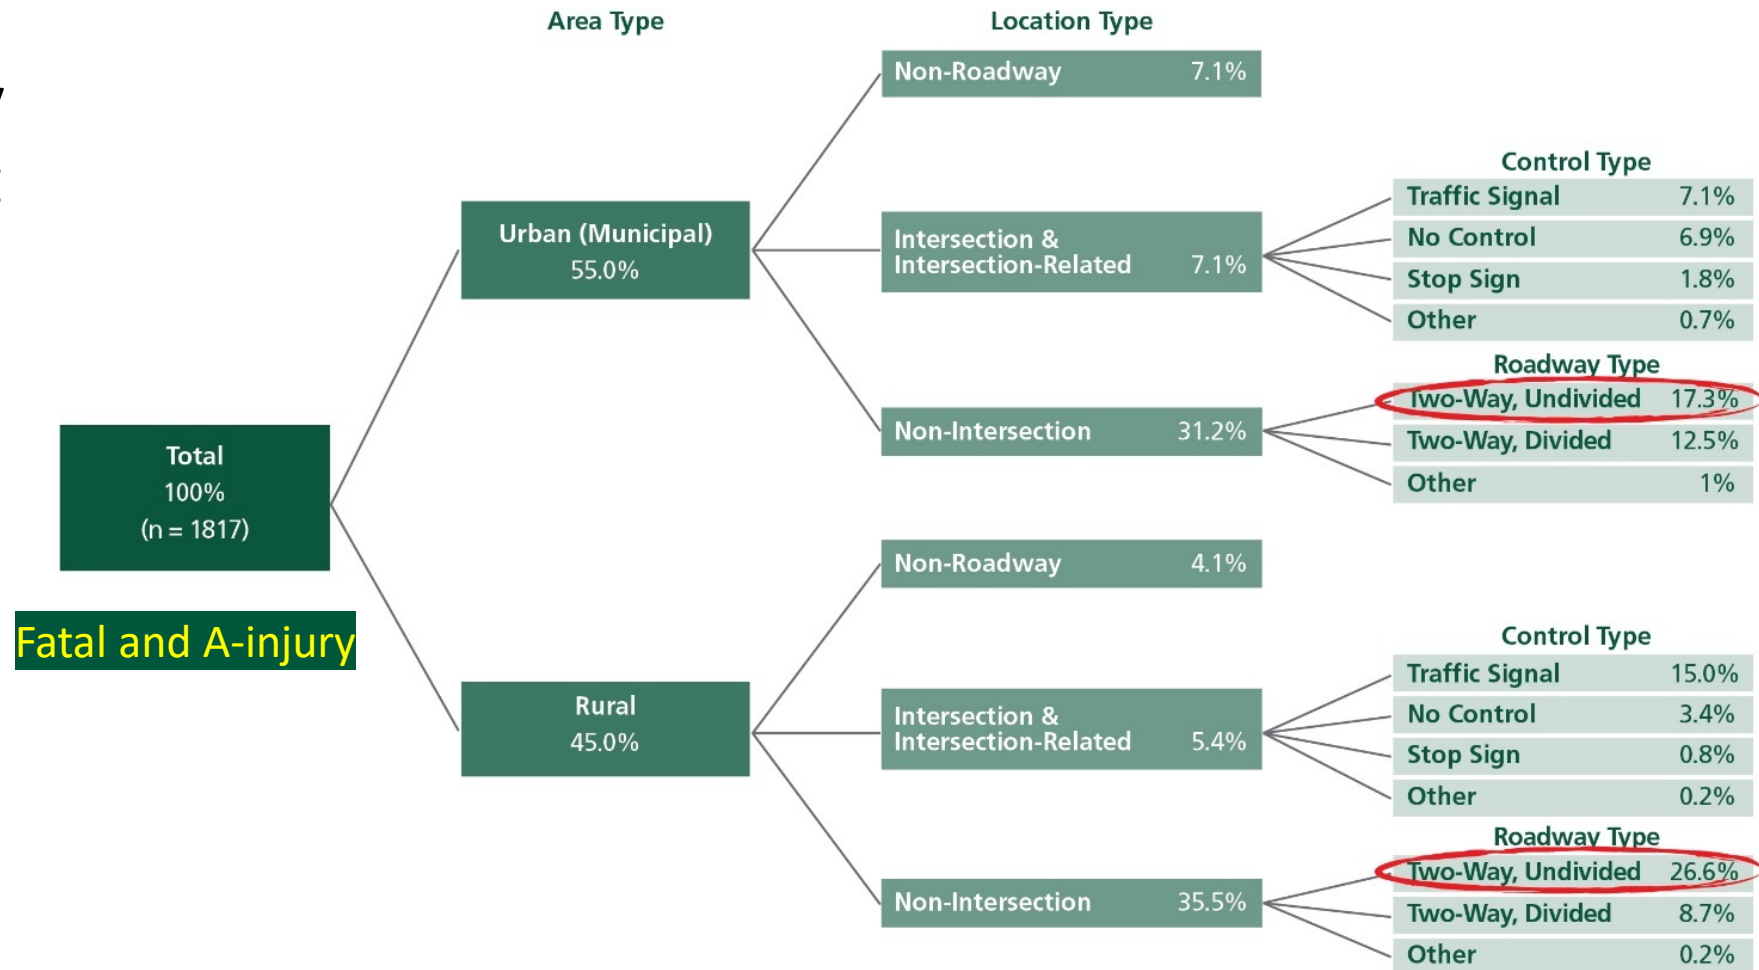 Area Type
Location Type
Total
100%
(n = 1817)
Fatal and A-injury
Urban (Municipal)
55.0%
Non-Roadway 7.1%
Intersection &
Intersection-Related 7.1%
Control Type
Traffic Signal 7.1%
No Control 6.9%
Stop Sign 1.8%
Other 0.7%
Non-Intersection 31.2%
Roadway Type
Two-Way, Undivided 17.3%
Two-Way, Divided 12.5%
Other 1%
Rural
45.0%
Non-Roadway 4.1%
Intersection &
Intersection-Related 5.4%
Control Type
Traffic Signal 15.0%
No Control 3.4%
Stop Sign 0.8%
Other 0.2%
Non-Intersection 35.5%
Roadway Type
Two-Way, Undivided 26.6%
Two-Way, Divided 8.7%
Other 0.2%